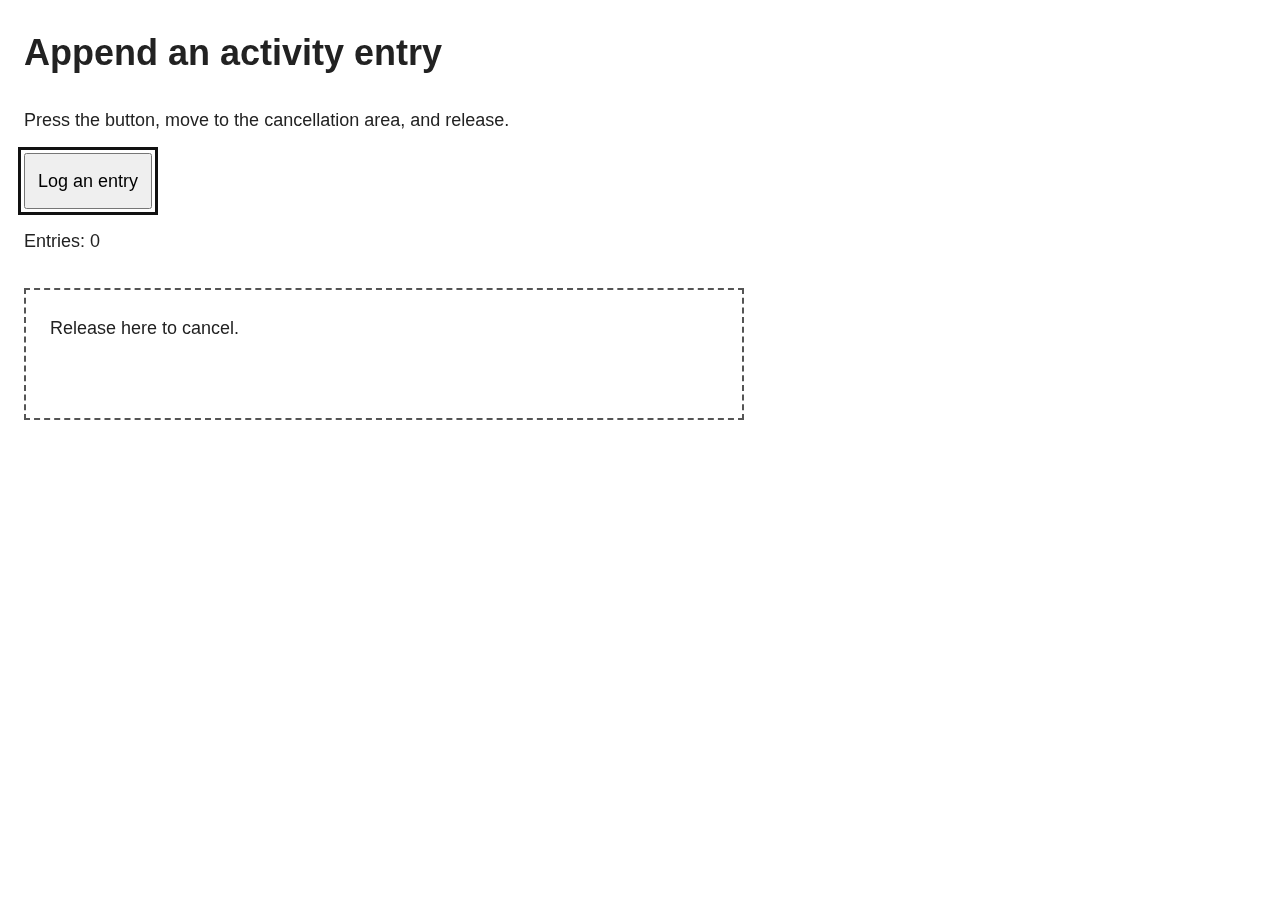 Append an activity entry
Press the button, move to the cancellation area, and release.
Log an entry
Entries: 0
Release here to cancel.